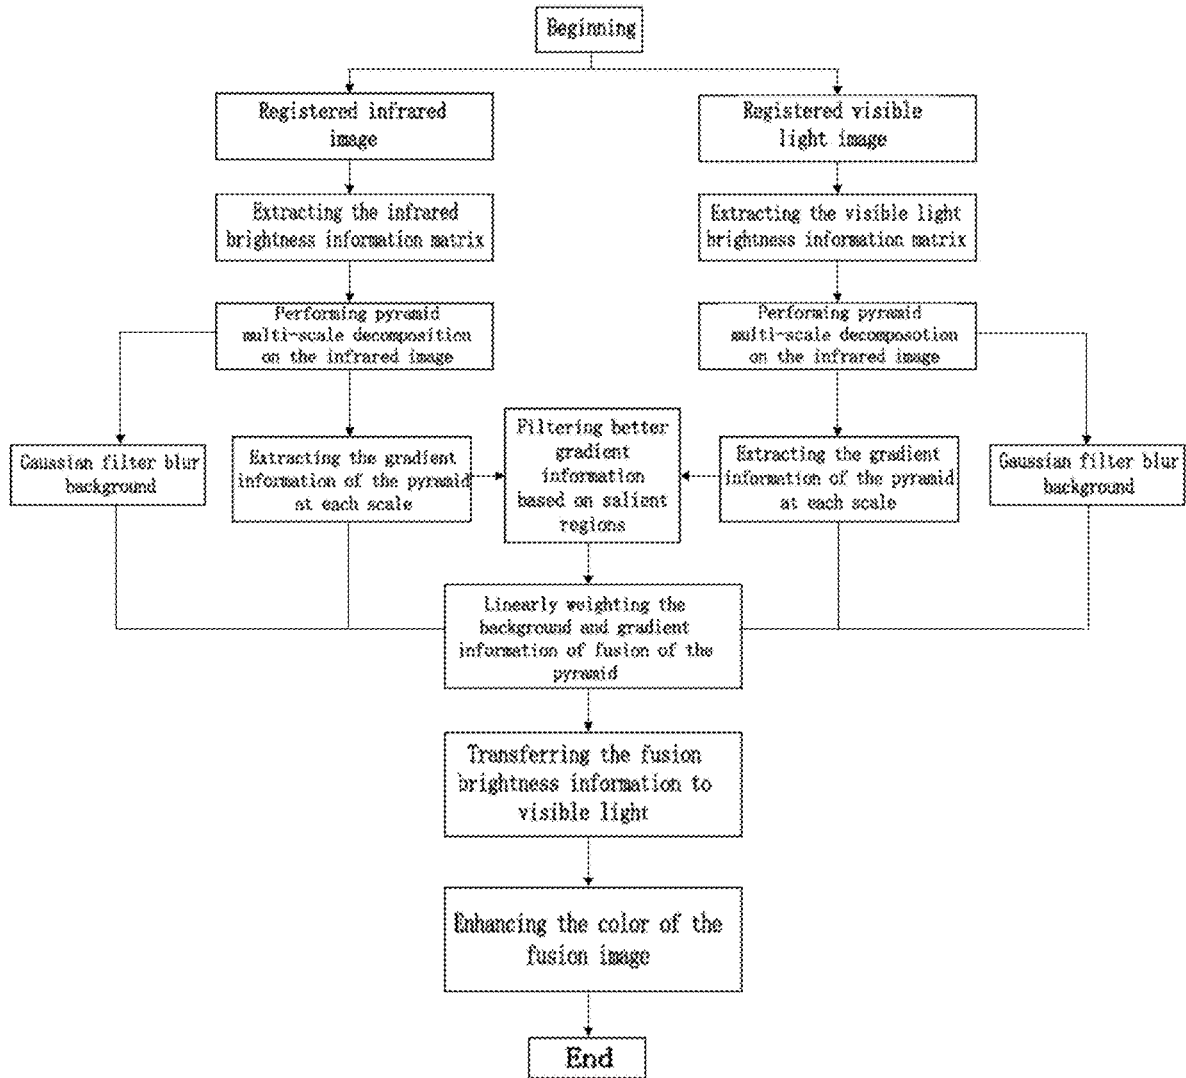 Beginning
Registered infrared
image
Registered visible
light image
Extracting the infrared
brightness information matrix
Extracting the visible light
brightness information matrix
Performing pyramid
multi-scale decomposition
on the infrared image
Performing pyramid
multi-scale decomposotion
on the infrared image
Gaussian filter blur
background
Extracting the gradient
information of the pyramid
at each scale
Filtering better
gradient
information
based on salient
regions
Extracting the gradient
information of the pyramid
at each scale
Gaussian filter blur
background
Linearly weighting the
background and gradient
information of fusion of the
pyramid
Transferring the fusion
brightness information to
visible light
Enhancing the color of the
fusion image
End